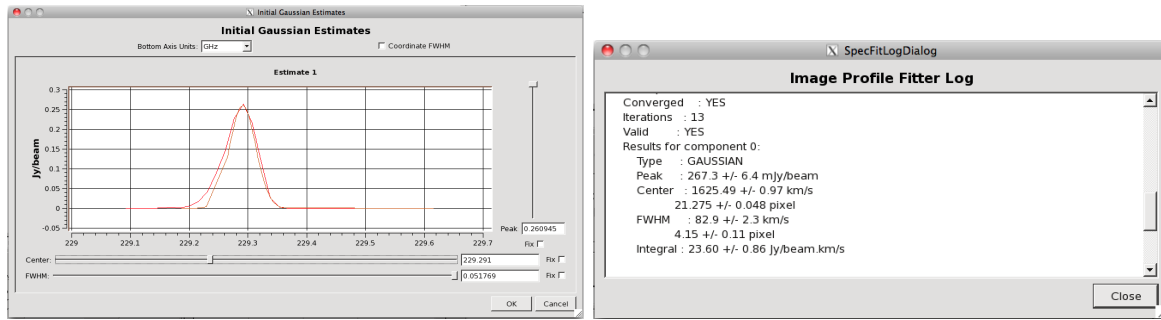 Initial Gaussian Estimates
Initial Gaussian Estimates
Bottom Axis Units: GHz Coordinate FWHM
Estimate 1
Jy/beam
0.3
0.25
0.2
0.15
0.1
0.05
0
-0.05
229 229.1 229.2 229.3 229.4 229.5 229.6 229.7
Peak 0.260945
Fix
Center: 229.291 Fix
FWHM: 0.051769 Fix
OK Cancel
SpecFitLogDialog
Image Profile Fitter Log
Converged : YES
Iterations : 13
Valid : YES
Results for component 0:
Type : GAUSSIAN
Peak : 267.3 +/- 6.4 mJy/beam
Center : 1625.49 +/- 0.97 km/s
21.275 +/- 0.048 pixel
FWHM : 82.9 +/- 2.3 km/s
4.15 +/- 0.11 pixel
Integral : 23.60 +/- 0.86 Jy/beam.km/s
Close